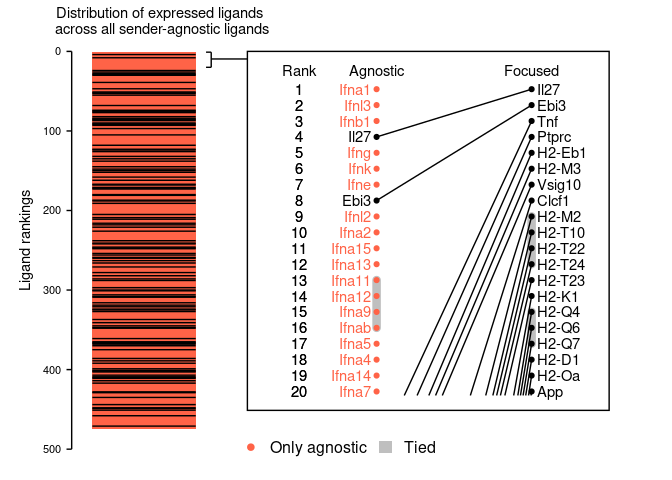 Distribution of expressed ligands
across all sender-agnostic ligands
Ligand rankings
0
100
200
300
400
500
Rank Agnostic Focused
1 Ifna1 Il27
2 Ifnl3 Ebi3
3 Ifnb1 Tnf
4 Il27 Ptprc
5 Ifng H2-Eb1
6 Ifnk H2-M3
7 Ifne Vsig10
8 Ebi3 Clcf1
9 Ifnl2 H2-M2
10 Ifna2 H2-T10
11 Ifna15 H2-T22
12 Ifna13 H2-T24
13 Ifna11 H2-T23
14 Ifna12 H2-K1
15 Ifna9 H2-Q4
16 Ifnab H2-Q6
17 Ifna5 H2-Q7
18 Ifna4 H2-D1
19 Ifna14 H2-Oa
20 Ifna7 App
Only agnostic Tied